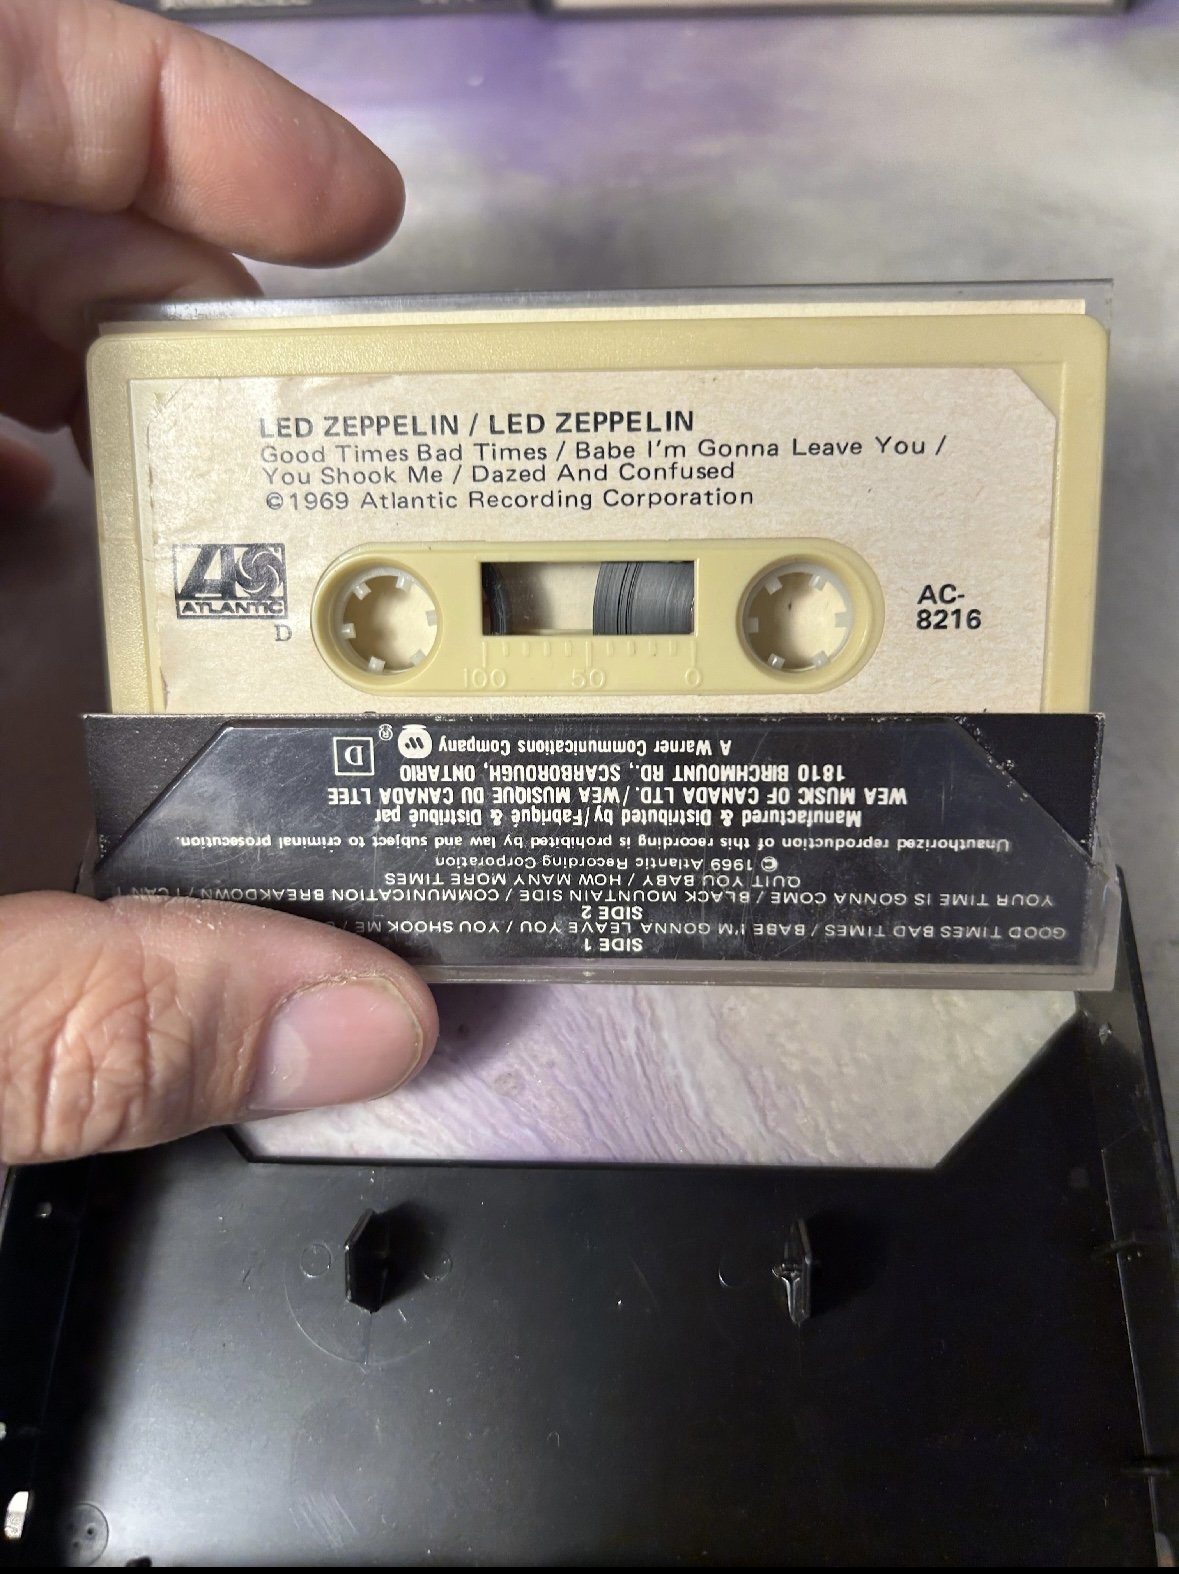 LED ZEPPELIN / LED ZEPPELIN
Good Times Bad Times / Babe I'm Gonna Leave You /
You Shook Me / Dazed And Confused
©1969 Atlantic Recording Corporation
ATLANTIC
D
AC-
8216
100 50 0
SIDE 1
GOOD TIMES BAD TIMES / BABE I'M GONNA LEAVE YOU / YOU SHOOK ME /
SIDE 2
YOUR TIME IS GONNA COME / BLACK MOUNTAIN SIDE / COMMUNICATION BREAKDOWN / I CAN'T
QUIT YOU BABY / HOW MANY MORE TIMES
© 1969 Atlantic Recording Corporation
Unauthorized reproduction of this recording is prohibited by law and subject to criminal prosecution.
Manufactured & Distributed by/Fabriqué & Distribué par
WEA MUSIC OF CANADA LTD. / WEA MUSIQUE DU CANADA LTEE
1810 BIRCHMOUNT RD., SCARBOROUGH, ONTARIO
A Warner Communications Company ® D